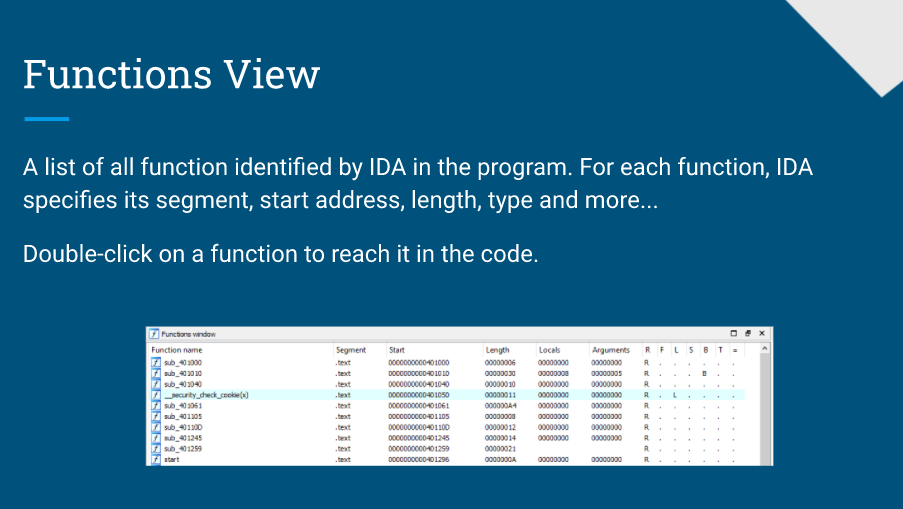 Functions View
A list of all function identified by IDA in the program. For each function, IDA
specifies its segment, start address, length, type and more...
Double-click on a function to reach it in the code.
Functions window
Function name Segment Start Length Locals Arguments R F L S B T =
sub_401000 .text 0000000000401000 00000006 00000000 00000000 R . . . . . .
sub_401010 .text 0000000000401010 00000030 00000008 00000005 R . . . B . .
sub_401040 .text 0000000000401040 00000010 00000000 00000000 R . . . . . .
__security_check_cookie(x) .text 0000000000401050 00000011 00000000 00000000 R . L . . . .
sub_401061 .text 0000000000401061 000000A4 00000000 00000000 R . . . . . .
sub_401105 .text 0000000000401105 00000008 00000000 00000000 R . . . . . .
sub_40110D .text 000000000040110D 00000012 00000000 00000000 R . . . . . .
sub_401245 .text 0000000000401245 00000014 00000000 00000000 R . . . . . .
sub_401259 .text 0000000000401259 00000021 R . . . . . .
start .text 0000000000401296 0000000A 00000000 00000000 R . . . . . .